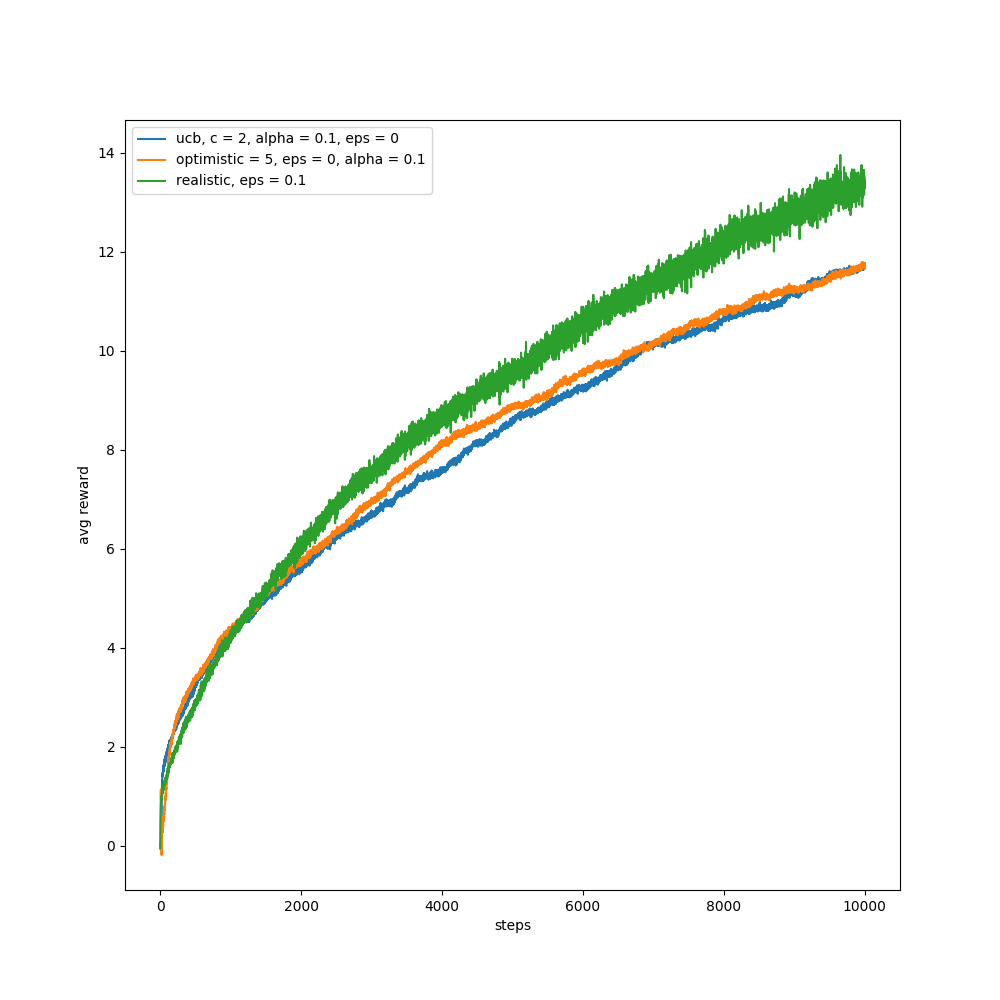 ucb, c = 2, alpha = 0.1, eps = 0
optimistic = 5, eps = 0, alpha = 0.1
realistic, eps = 0.1
14
12
10
8
6
4
2
0
avg reward
0 2000 4000 6000 8000 10000
steps